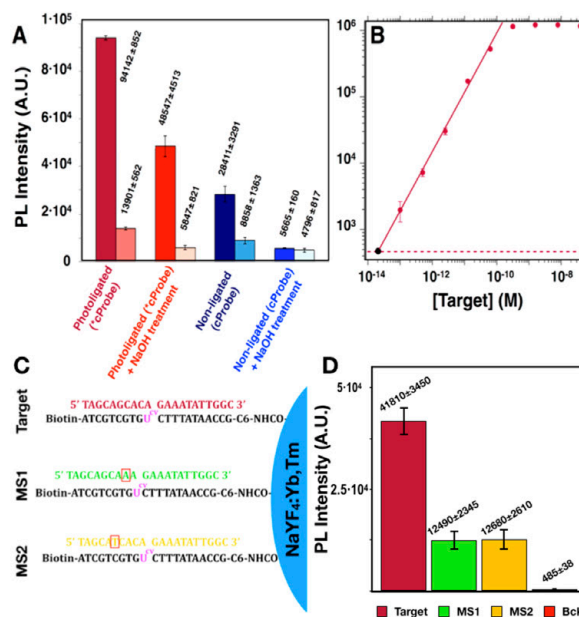 A
PL Intensity (A.U.)
1·10⁵
8·10⁴
6·10⁴
4·10⁴
2·10⁴
0
94142±852
13901±562
48547±4513
5847±821
28411±3291
8858±1363
5665±160
4796±817
Photoligated
(*cProbe)
Photoligated (*cProbe)
+ NaOH treatment
Non-ligated
(cProbe)
Non-ligated (cProbe)
+ NaOH treatment
B
PL Intensity (A.U.)
10⁶
10⁵
10⁴
10³
10⁻¹⁴
10⁻¹²
10⁻¹⁰
10⁻⁸
[Target] (M)
C
Target
5' TAGCAGCACA GAAATATTGGC 3'
Biotin-ATCGTCGTGUᶜᵛCTTTATAACCG-C6-NHCO-
MS1
5' TAGCAGCAAA GAAATATTGGC 3'
Biotin-ATCGTCGTGUᶜᵛCTTTATAACCG-C6-NHCO-
MS2
5' TAGCATCACA GAAATATTGGC 3'
Biotin-ATCGTCGTGUᶜᵛCTTTATAACCG-C6-NHCO-
NaYF₄:Yb,Tm
D
PL Intensity (A.U.)
5·10⁴
2.5·10⁴
41810±3450
12490±2345
12680±2610
485±38
Target
MS1
MS2